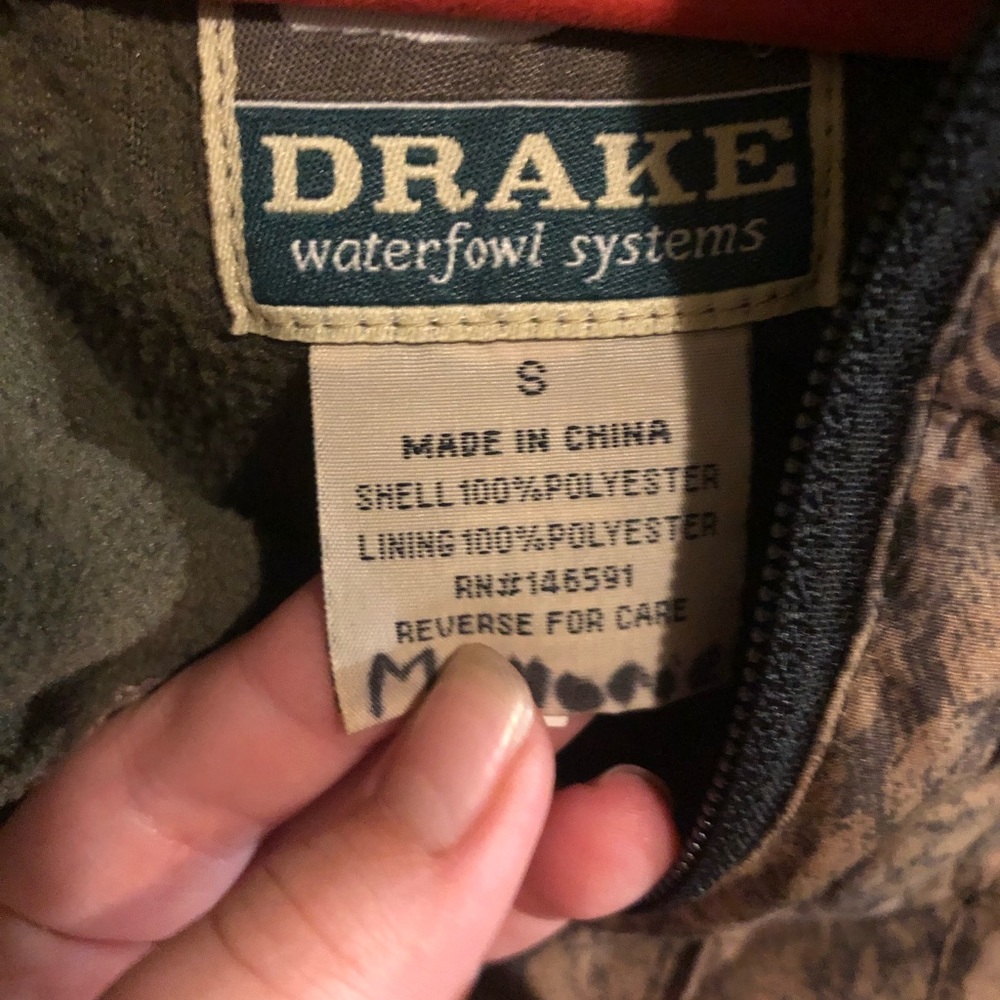 DRAKE
waterfowl systems
S
MADE IN CHINA
SHELL 100%POLYESTER
LINING 100%POLYESTER
RN#146591
REVERSE FOR CARE